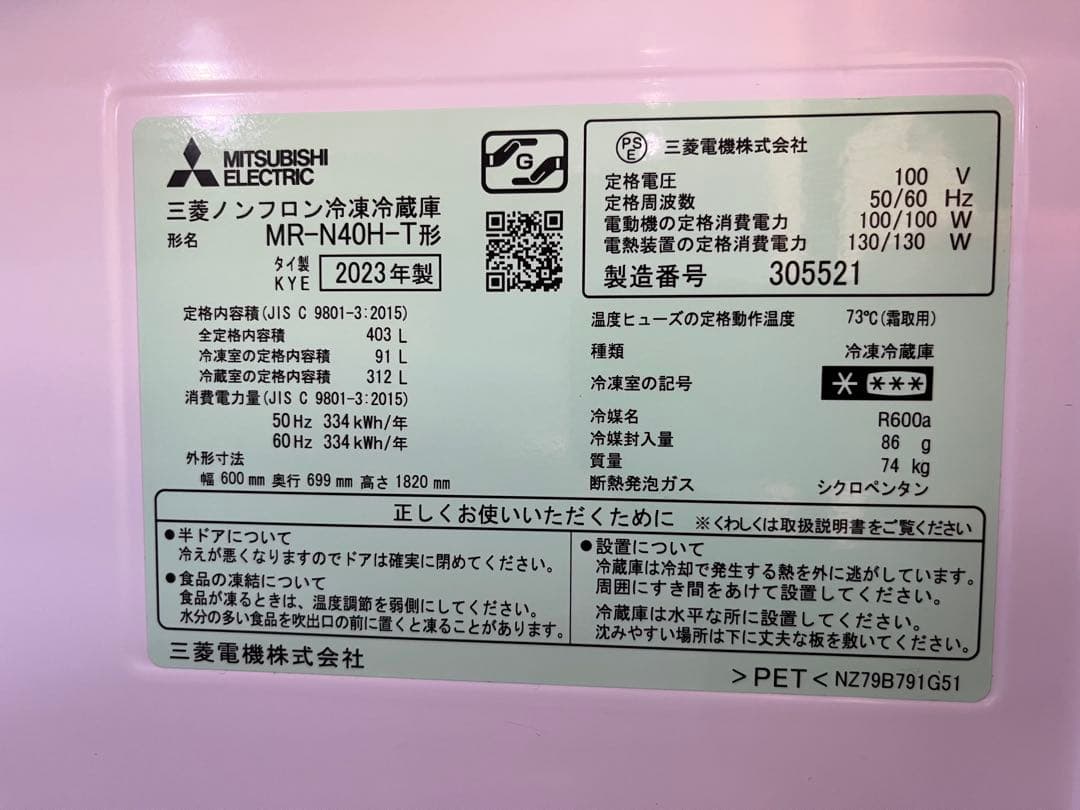 MITSUBISHI
ELECTRIC
G
三菱ノンフロン冷凍冷蔵庫
形名 MR-N40H-T形
タイ製
KYE
2023年製
定格内容積(JIS C 9801-3:2015)
全定格内容積 403 L
冷凍室の定格内容積 91 L
冷蔵室の定格内容積 312 L
消費電力量(JIS C 9801-3:2015)
50Hz 334kWh/年
60Hz 334kWh/年
外形寸法
幅 600mm 奥行 699mm 高さ 1820mm
PS
E
三菱電機株式会社
定格電圧 100 V
定格周波数 50/60 Hz
電動機の定格消費電力 100/100 W
電熱装置の定格消費電力 130/130 W
製造番号 305521
温度ヒューズの定格動作温度 73℃(霜取用)
種類 冷凍冷蔵庫
冷凍室の記号 * ***
冷媒名 R600a
冷媒封入量 86 g
質量 74 kg
断熱発泡ガス シクロペンタン
正しくお使いいただくために ※くわしくは取扱説明書をご覧ください
●半ドアについて
冷えが悪くなりますのでドアは確実に閉めてください。
●食品の凍結について
食品が凍るときは、温度調節を弱側にしてください。
水分の多い食品を吹出口の前に置くと凍ることがあります。
●設置について
冷蔵庫は冷却で発生する熱を外に逃がしています。
周囲にすき間をあけて設置してください。
冷蔵庫は水平な所に設置してください。
沈みやすい場所は下に丈夫な板を敷いてください。
三菱電機株式会社
>PET< NZ79B791G51